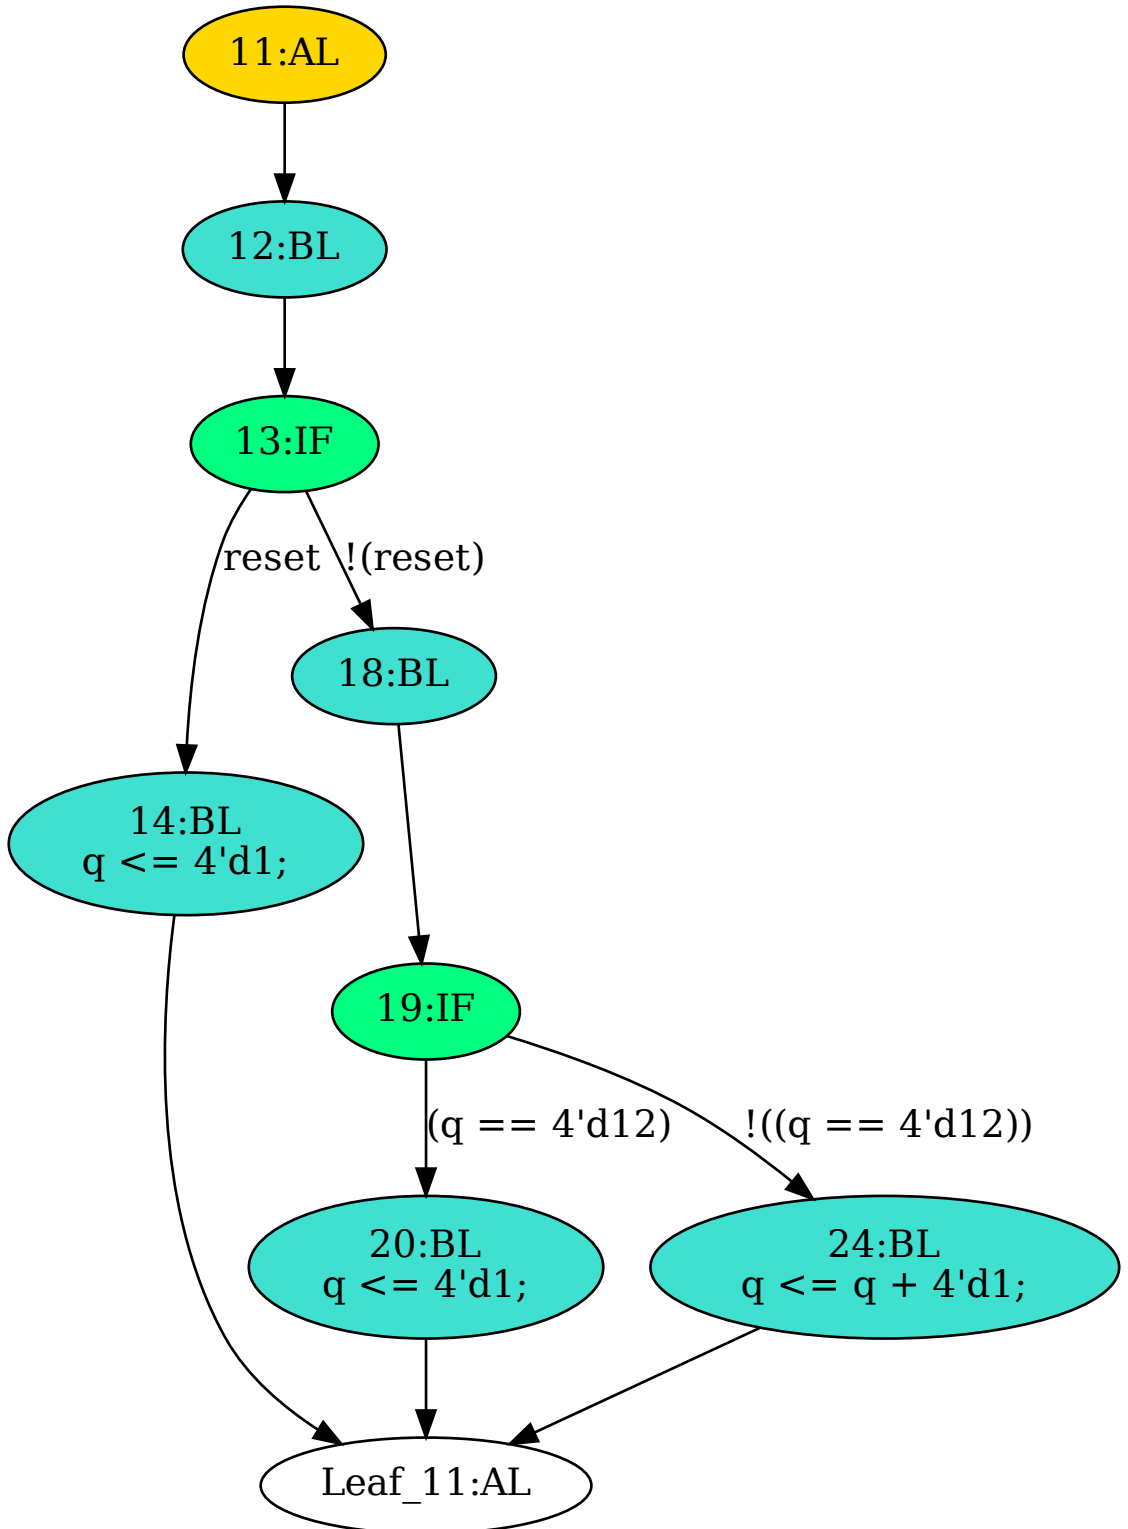 11:AL
12:BL
13:IF
reset
!(reset)
18:BL
14:BL
q <= 4'd1;
19:IF
(q == 4'd12)
!((q == 4'd12))
20:BL
q <= 4'd1;
24:BL
q <= q + 4'd1;
Leaf_11:AL